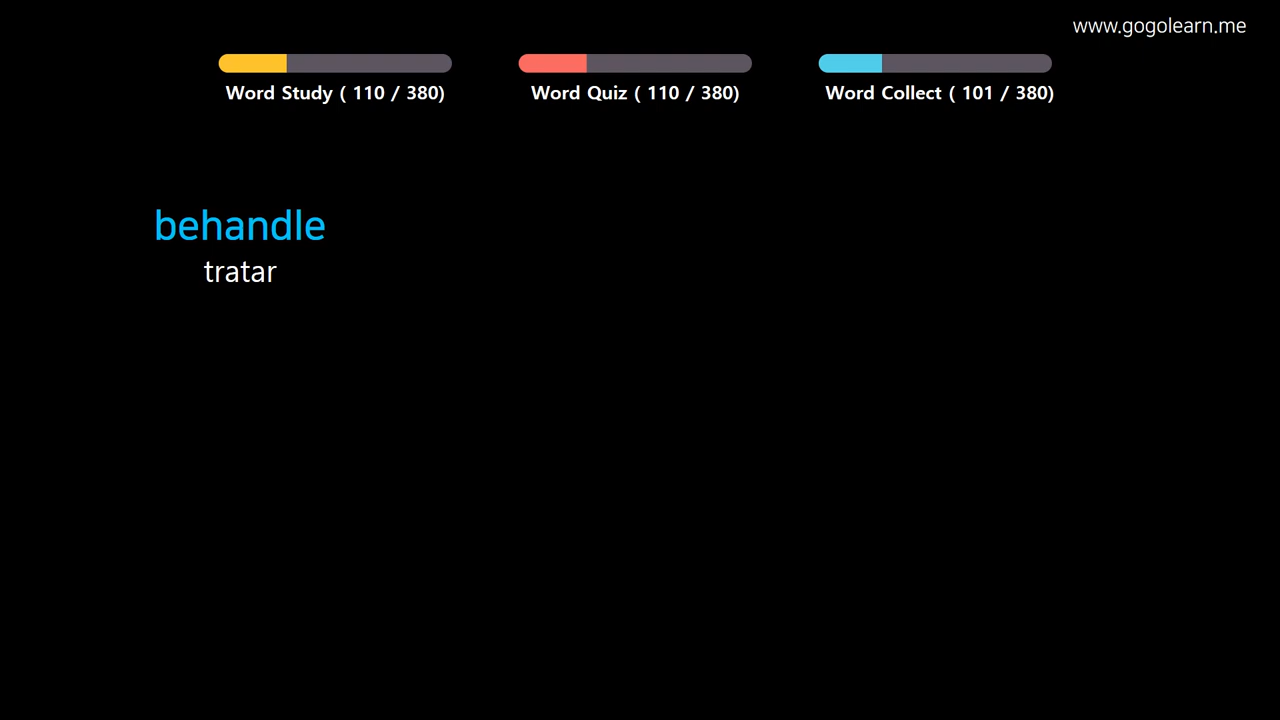 www.gogolearn.me
Word Study ( 110 / 380)
Word Quiz ( 110 / 380)
Word Collect ( 101 / 380)
behandle
tratar